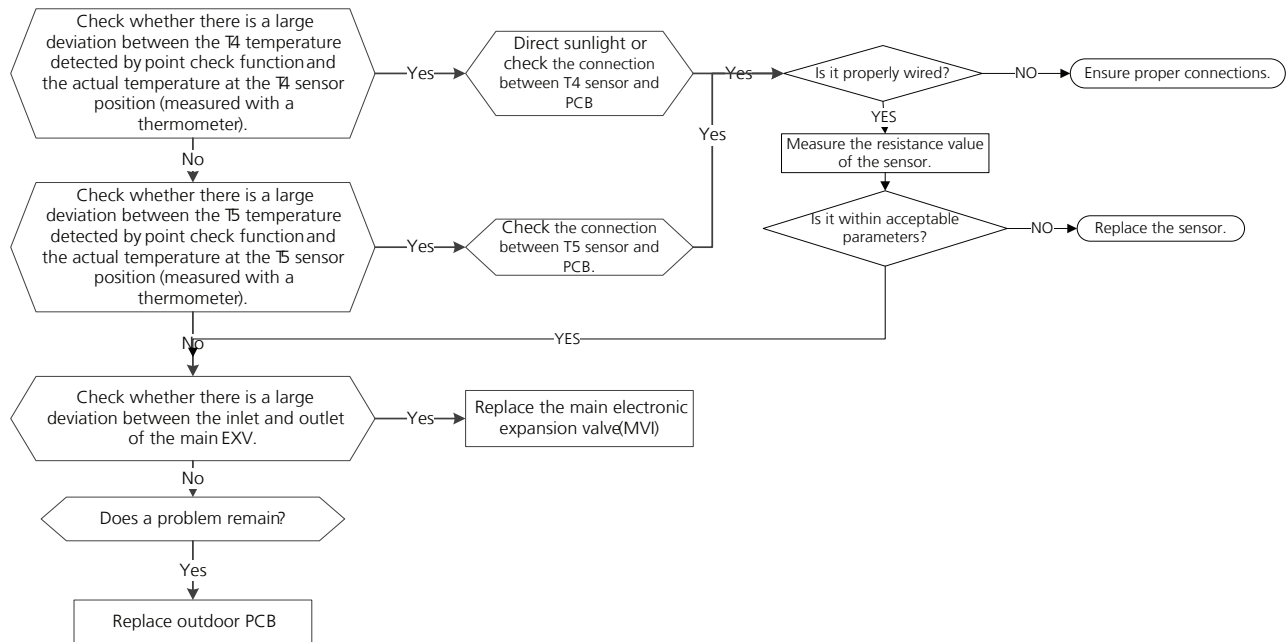 Check whether there is a large
deviation between the T4 temperature
detected by point check function and
the actual temperature at the T4 sensor
position (measured with a
thermometer).
Yes
Direct sunlight or
check the connection
between T4 sensor and
PCB
Yes
Is it properly wired?
NO
Ensure proper connections.
Yes
YES
Measure the resistance value
of the sensor.
No
Check whether there is a large
deviation between the T5 temperature
detected by point check function and
the actual temperature at the T5 sensor
position (measured with a
thermometer).
Yes
Check the connection
between T5 sensor and
PCB.
Is it within acceptable
parameters?
NO
Replace the sensor.
No
YES
Check whether there is a large
deviation between the inlet and outlet
of the main EXV.
Yes
Replace the main electronic
expansion valve(MVI)
No
Does a problem remain?
Yes
Replace outdoor PCB